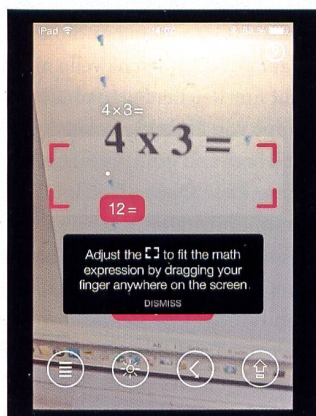 iPad
4×3=
4 x 3 =
12 =
Adjust the to fit the math
expression by dragging your
finger anywhere on the screen.
DISMISS